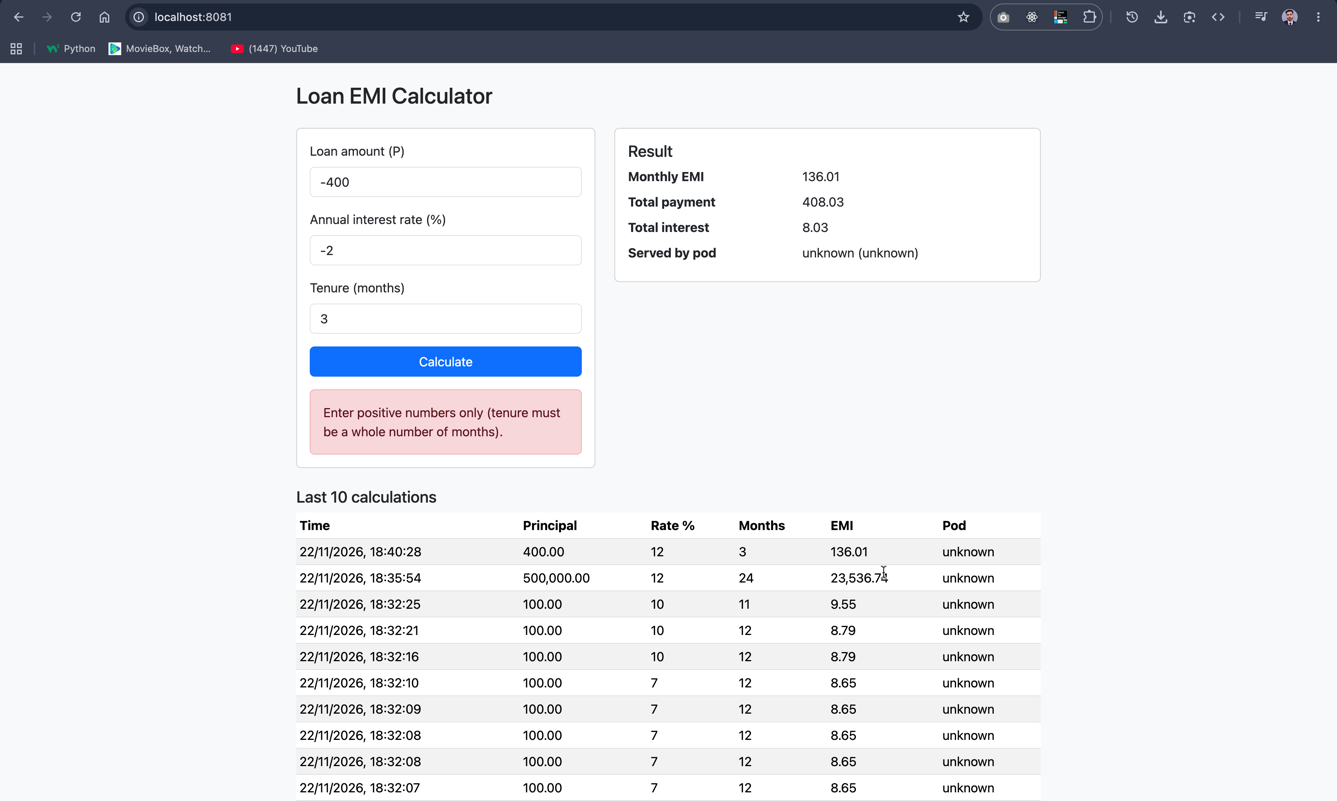 localhost:8081
Python
MovieBox, Watch...
(1447) YouTube
Loan EMI Calculator
Loan amount (P)
-400
Annual interest rate (%)
-2
Tenure (months)
3
Calculate
Enter positive numbers only (tenure must
be a whole number of months).
Result
Monthly EMI 136.01
Total payment 408.03
Total interest 8.03
Served by pod unknown (unknown)
Last 10 calculations
Time Principal Rate % Months EMI Pod
22/11/2026, 18:40:28 400.00 12 3 136.01 unknown
22/11/2026, 18:35:54 500,000.00 12 24 23,536.74 unknown
22/11/2026, 18:32:25 100.00 10 11 9.55 unknown
22/11/2026, 18:32:21 100.00 10 12 8.79 unknown
22/11/2026, 18:32:16 100.00 10 12 8.79 unknown
22/11/2026, 18:32:10 100.00 7 12 8.65 unknown
22/11/2026, 18:32:09 100.00 7 12 8.65 unknown
22/11/2026, 18:32:08 100.00 7 12 8.65 unknown
22/11/2026, 18:32:08 100.00 7 12 8.65 unknown
22/11/2026, 18:32:07 100.00 7 12 8.65 unknown